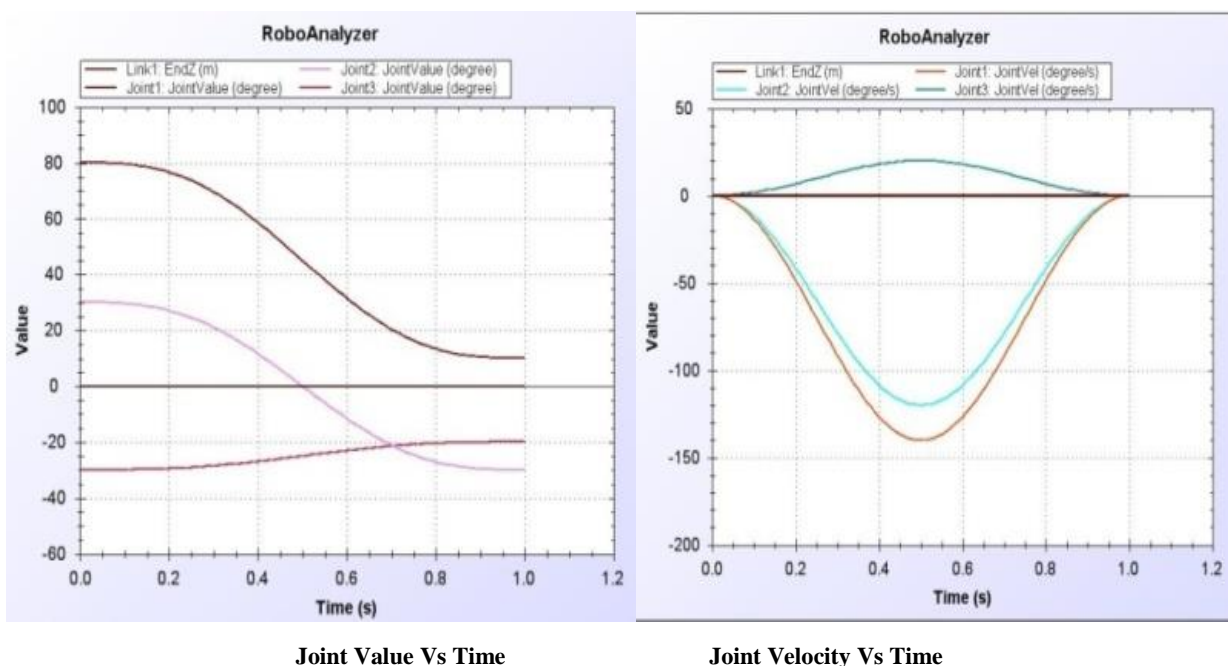 RoboAnalyzer
Link1: EndZ (m)
Joint2: JointValue (degree)
Joint1: JointValue (degree)
Joint3: JointValue (degree)
100
80
60
40
20
0
-20
-40
-60
Value
0.0 0.2 0.4 0.6 0.8 1.0 1.2
Time (s)
RoboAnalyzer
Link1: EndZ (m)
Joint1: JointVel (degree/s)
Joint2: JointVel (degree/s)
Joint3: JointVel (degree/s)
50
0
-50
-100
-150
-200
Value
0.0 0.2 0.4 0.6 0.8 1.0 1.2
Time (s)
Joint Value Vs Time
Joint Velocity Vs Time